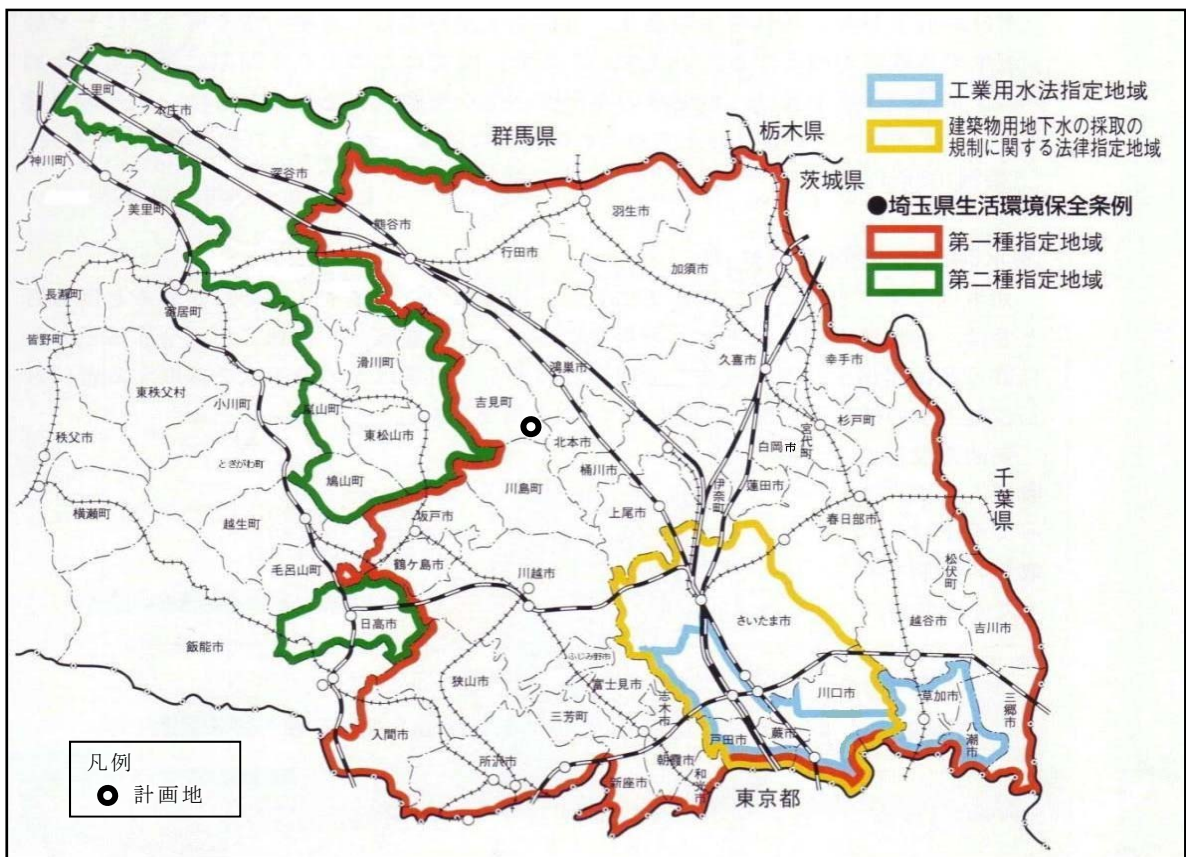 群馬県
栃木県
茨城県
千葉県
東京都
工業用水法指定地域
建築物用地下水の採取の
規制に関する法律指定地域
●埼玉県生活環境保全条例
第一種指定地域
第二種指定地域
上里町
本庄市
神川町
深谷市
美里町
熊谷市
行田市
羽生市
加須市
長瀞町
寄居町
皆野町
滑川町
鴻巣市
久喜市
幸手市
東秩父村
小川町
嵐山町
吉見町
杉戸町
秩父市
東松山市
北本市
白岡市
宮代町
ときがわ町
桶川市
鳩山町
川島町
伊奈町
蓮田市
横瀬町
越生町
坂戸市
上尾市
春日部市
松伏町
毛呂山町
鶴ケ島市
川越市
日高市
さいたま市
越谷市
吉川市
飯能市
ふじみ野市
狭山市
富士見市
志木市
川口市
草加市
三郷市
三芳町
入間市
戸田市
蕨市
八潮市
所沢市
朝霞市
新座市
和光市
凡例
計画地